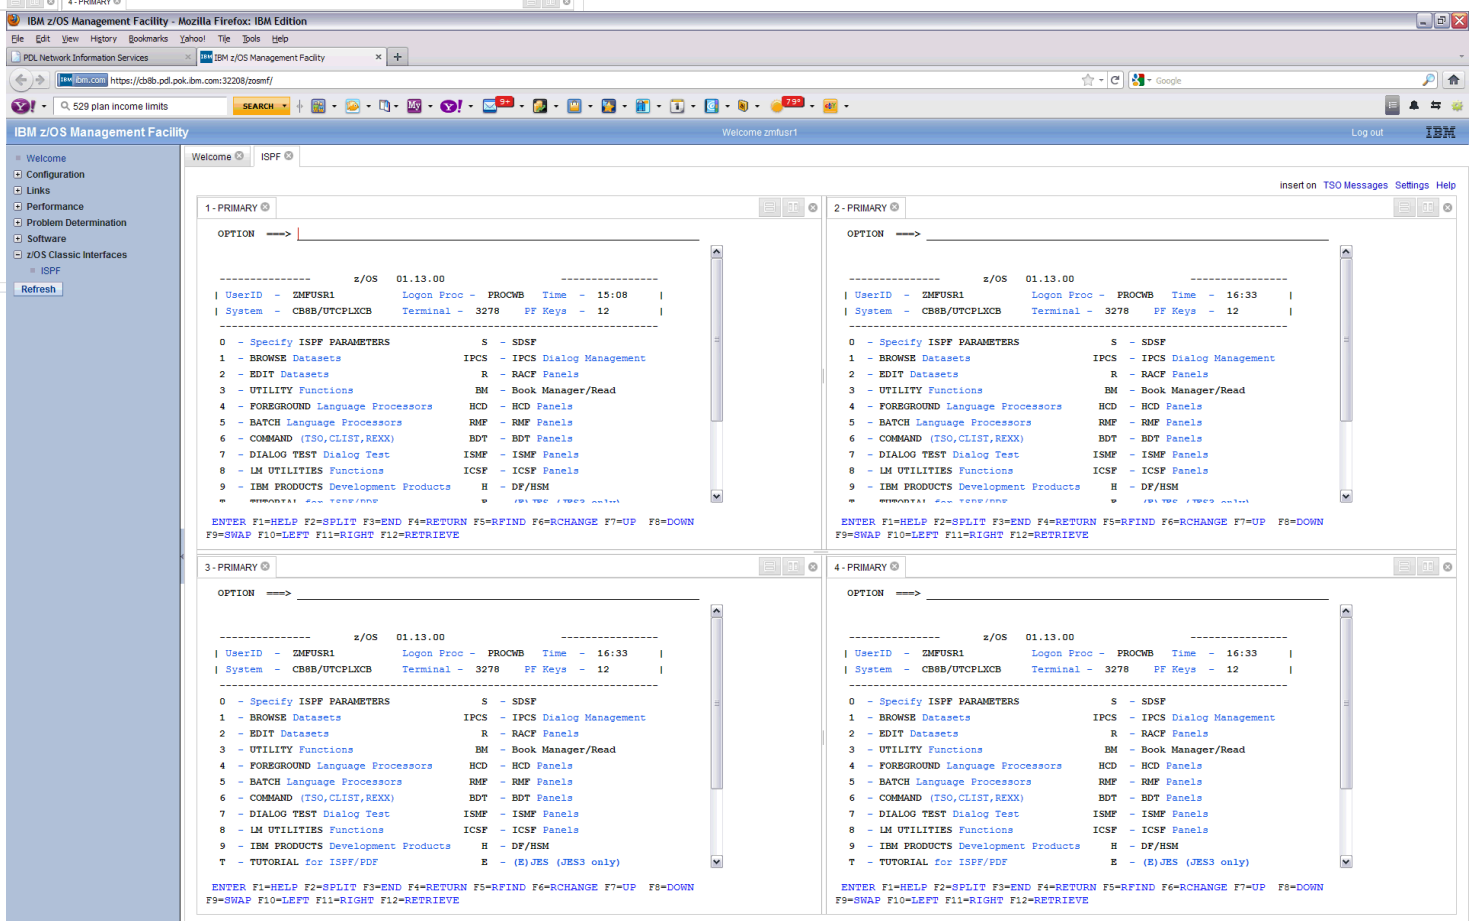 4 - PRIMARY
IBM z/OS Management Facility - Mozilla Firefox: IBM Edition
File Edit View History Bookmarks Yahoo! Tile Tools Help
PDL Network Information Services IBM IBM z/OS Management Facility
ibm.com https://cb8b.pdl.pok.ibm.com:32208/zosmf/ Google
529 plan income limits SEARCH 9+ 79°
IBM z/OS Management Facility Welcome zmfusr1 Log out IBM
Welcome
Configuration
Links
Performance
Problem Determination
Software
z/OS Classic Interfaces
ISPF
Refresh
Welcome ISPF
insert on TSO Messages Settings Help
1 - PRIMARY
OPTION ===>
--------------- z/OS 01.13.00 ----------------
| UserID - ZMFUSR1 Logon Proc - PROCWB Time - 15:08 |
| System - CB8B/UTCPLXCB Terminal - 3278 PF Keys - 12 |
0 - Specify ISPF PARAMETERS S - SDSF
1 - BROWSE Datasets IPCS - IPCS Dialog Management
2 - EDIT Datasets R - RACF Panels
3 - UTILITY Functions BM - Book Manager/Read
4 - FOREGROUND Language Processors HCD - HCD Panels
5 - BATCH Language Processors RMF - RMF Panels
6 - COMMAND (TSO,CLIST,REXX) BDT - BDT Panels
7 - DIALOG TEST Dialog Test ISMF - ISMF Panels
8 - LM UTILITIES Functions ICSF - ICSF Panels
9 - IBM PRODUCTS Development Products H - DF/HSM
T - TUTORIAL for ISPF/PDF E - (E)JES (JES3 only)
ENTER F1=HELP F2=SPLIT F3=END F4=RETURN F5=RFIND F6=RCHANGE F7=UP F8=DOWN
F9=SWAP F10=LEFT F11=RIGHT F12=RETRIEVE
2 - PRIMARY
OPTION ===>
--------------- z/OS 01.13.00 ----------------
| UserID - ZMFUSR1 Logon Proc - PROCWB Time - 16:33 |
| System - CB8B/UTCPLXCB Terminal - 3278 PF Keys - 12 |
0 - Specify ISPF PARAMETERS S - SDSF
1 - BROWSE Datasets IPCS - IPCS Dialog Management
2 - EDIT Datasets R - RACF Panels
3 - UTILITY Functions BM - Book Manager/Read
4 - FOREGROUND Language Processors HCD - HCD Panels
5 - BATCH Language Processors RMF - RMF Panels
6 - COMMAND (TSO,CLIST,REXX) BDT - BDT Panels
7 - DIALOG TEST Dialog Test ISMF - ISMF Panels
8 - LM UTILITIES Functions ICSF - ICSF Panels
9 - IBM PRODUCTS Development Products H - DF/HSM
T - TUTORIAL for ISPF/PDF E - (E)JES (JES3 only)
ENTER F1=HELP F2=SPLIT F3=END F4=RETURN F5=RFIND F6=RCHANGE F7=UP F8=DOWN
F9=SWAP F10=LEFT F11=RIGHT F12=RETRIEVE
3 - PRIMARY
OPTION ===>
--------------- z/OS 01.13.00 ----------------
| UserID - ZMFUSR1 Logon Proc - PROCWB Time - 16:33 |
| System - CB8B/UTCPLXCB Terminal - 3278 PF Keys - 12 |
0 - Specify ISPF PARAMETERS S - SDSF
1 - BROWSE Datasets IPCS - IPCS Dialog Management
2 - EDIT Datasets R - RACF Panels
3 - UTILITY Functions BM - Book Manager/Read
4 - FOREGROUND Language Processors HCD - HCD Panels
5 - BATCH Language Processors RMF - RMF Panels
6 - COMMAND (TSO,CLIST,REXX) BDT - BDT Panels
7 - DIALOG TEST Dialog Test ISMF - ISMF Panels
8 - LM UTILITIES Functions ICSF - ICSF Panels
9 - IBM PRODUCTS Development Products H - DF/HSM
T - TUTORIAL for ISPF/PDF E - (E)JES (JES3 only)
ENTER F1=HELP F2=SPLIT F3=END F4=RETURN F5=RFIND F6=RCHANGE F7=UP F8=DOWN
F9=SWAP F10=LEFT F11=RIGHT F12=RETRIEVE
4 - PRIMARY
OPTION ===>
--------------- z/OS 01.13.00 ----------------
| UserID - ZMFUSR1 Logon Proc - PROCWB Time - 16:33 |
| System - CB8B/UTCPLXCB Terminal - 3278 PF Keys - 12 |
0 - Specify ISPF PARAMETERS S - SDSF
1 - BROWSE Datasets IPCS - IPCS Dialog Management
2 - EDIT Datasets R - RACF Panels
3 - UTILITY Functions BM - Book Manager/Read
4 - FOREGROUND Language Processors HCD - HCD Panels
5 - BATCH Language Processors RMF - RMF Panels
6 - COMMAND (TSO,CLIST,REXX) BDT - BDT Panels
7 - DIALOG TEST Dialog Test ISMF - ISMF Panels
8 - LM UTILITIES Functions ICSF - ICSF Panels
9 - IBM PRODUCTS Development Products H - DF/HSM
T - TUTORIAL for ISPF/PDF E - (E)JES (JES3 only)
ENTER F1=HELP F2=SPLIT F3=END F4=RETURN F5=RFIND F6=RCHANGE F7=UP F8=DOWN
F9=SWAP F10=LEFT F11=RIGHT F12=RETRIEVE